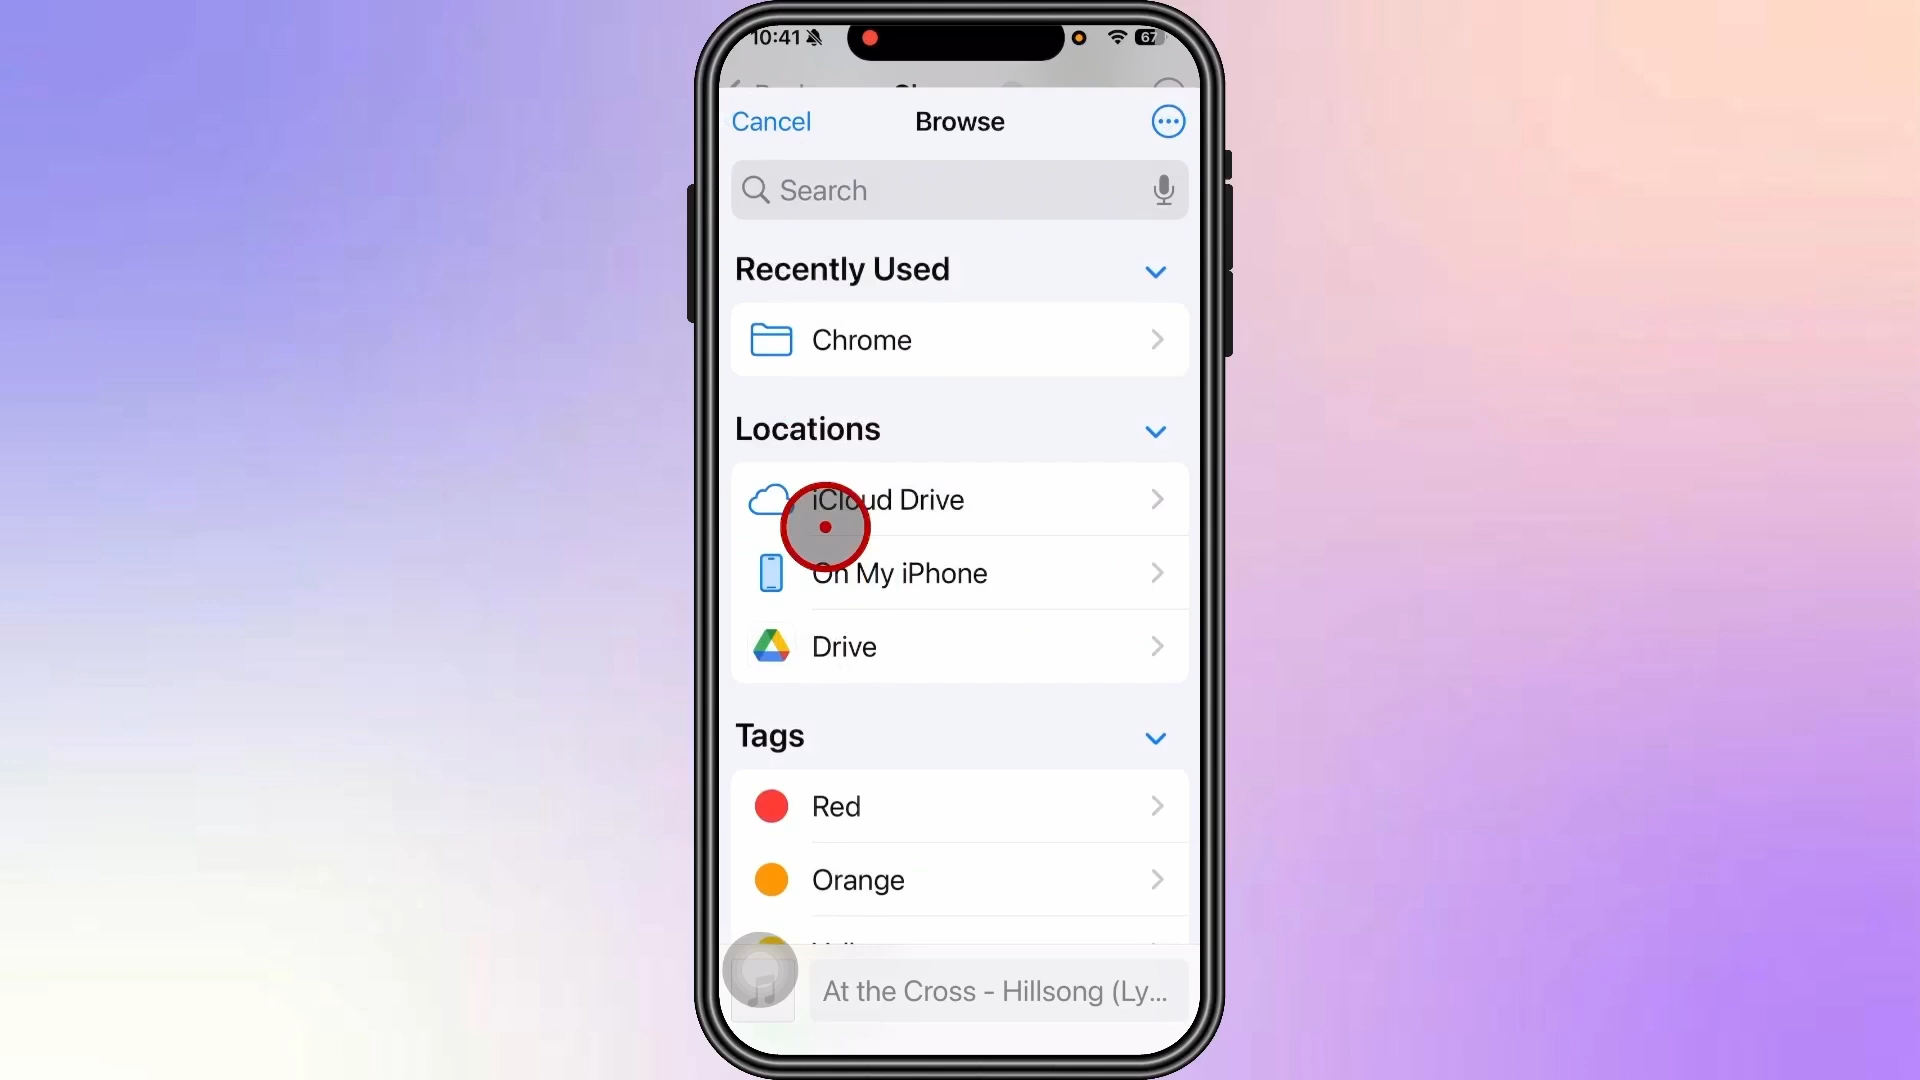 10:41
67
Cancel
Browse
Search
Recently Used
Chrome
Locations
iCloud Drive
On My iPhone
Drive
Tags
Red
Orange
At the Cross - Hillsong (Ly...